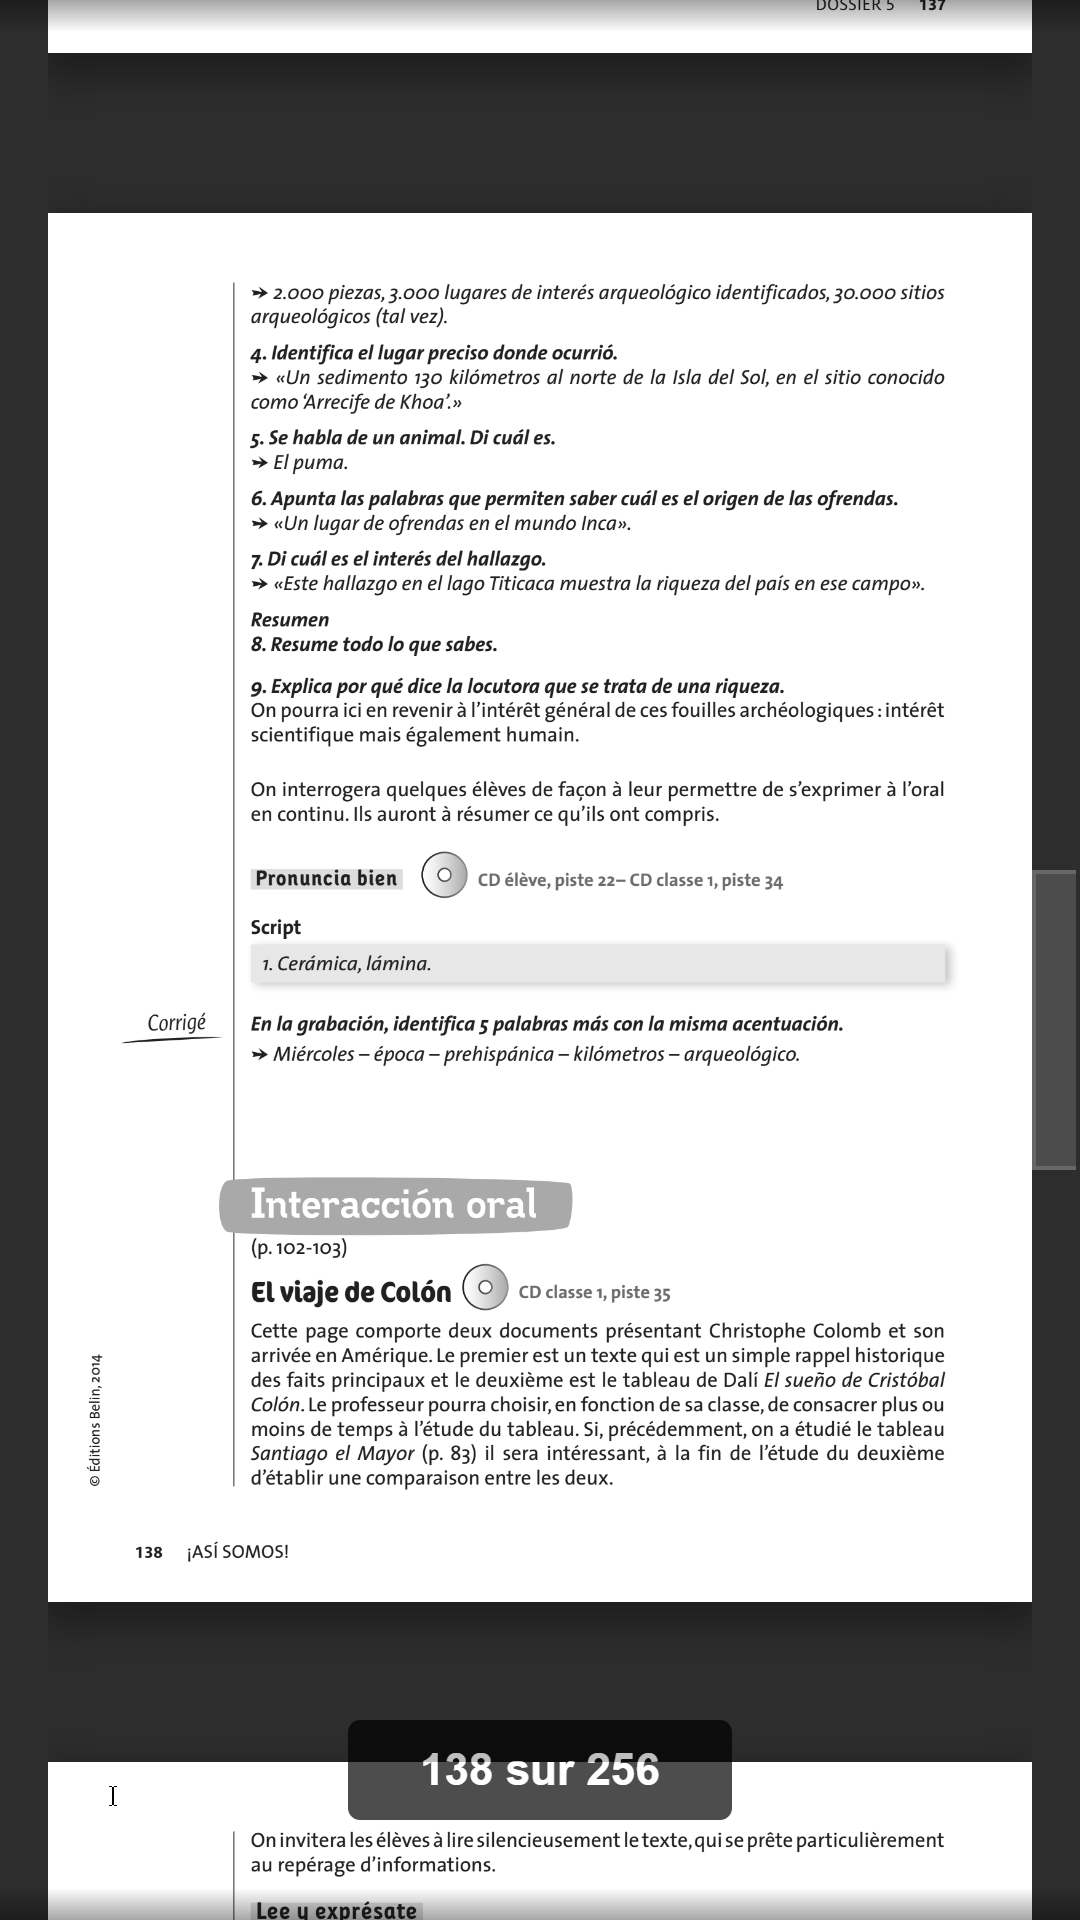 DOSSIER 5 137
➛ 2.000 piezas, 3.000 lugares de interés arqueológico identificados, 30.000 sitios
arqueológicos (tal vez).
4. Identifica el lugar preciso donde ocurrió.
➛ «Un sedimento 130 kilómetros al norte de la Isla del Sol, en el sitio conocido
como ‘Arrecife de Khoa’.»
5. Se habla de un animal. Di cuál es.
➛ El puma.
6. Apunta las palabras que permiten saber cuál es el origen de las ofrendas.
➛ «Un lugar de ofrendas en el mundo Inca».
7. Di cuál es el interés del hallazgo.
➛ «Este hallazgo en el lago Titicaca muestra la riqueza del país en ese campo».
Resumen
8. Resume todo lo que sabes.
9. Explica por qué dice la locutora que se trata de una riqueza.
On pourra ici en revenir à l’intérêt général de ces fouilles archéologiques : intérêt
scientifique mais également humain.
On interrogera quelques élèves de façon à leur permettre de s’exprimer à l’oral
en continu. Ils auront à résumer ce qu’ils ont compris.
Pronuncia bien CD élève, piste 22– CD classe 1, piste 34
Script
1. Cerámica, lámina.
Corrigé
En la grabación, identifica 5 palabras más con la misma acentuación.
➛ Miércoles – época – prehispánica – kilómetros – arqueológico.
Interacción oral
(p. 102-103)
El viaje de Colón CD classe 1, piste 35
Cette page comporte deux documents présentant Christophe Colomb et son
arrivée en Amérique. Le premier est un texte qui est un simple rappel historique
des faits principaux et le deuxième est le tableau de Dalí El sueño de Cristóbal
Colón. Le professeur pourra choisir, en fonction de sa classe, de consacrer plus ou
moins de temps à l’étude du tableau. Si, précédemment, on a étudié le tableau
Santiago el Mayor (p. 83) il sera intéressant, à la fin de l’étude du deuxième
d’établir une comparaison entre les deux.
© Éditions Belin, 2014
138 ¡ASÍ SOMOS!
138 sur 256
On invitera les élèves à lire silencieusement le texte, qui se prête particulièrement
au repérage d’informations.
Lee y exprésate